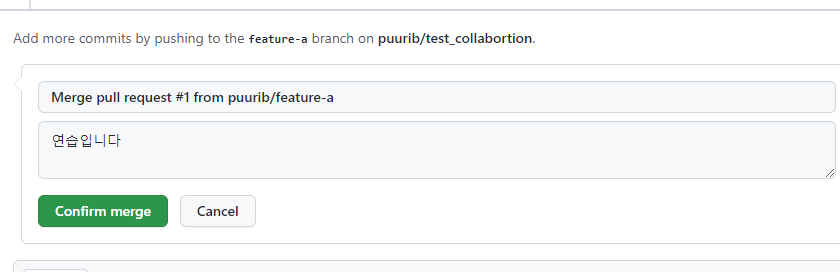 Add more commits by pushing to the feature-a branch on puurib/test_collabortion.
Merge pull request #1 from puurib/feature-a
연습입니다
Confirm merge
Cancel